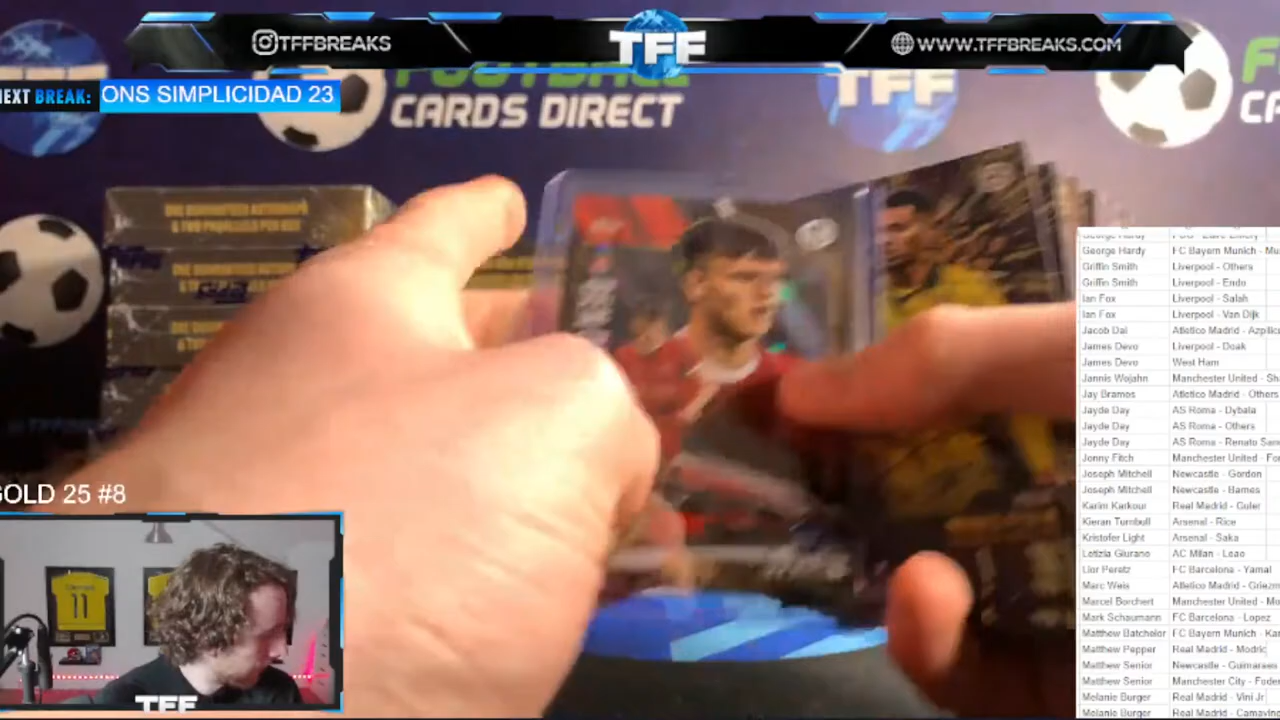 TFFBREAKS
TFF
WWW.TFFBREAKS.COM
NEXT BREAK:
ONS SIMPLICIDAD 23
FOOTBALL
CARDS DIRECT
TFF
GOLD 25 #8
11
TFF
George Hardy FC Bayern Munich - Mu
Griffin Smith Liverpool - Others
Griffin Smith Liverpool - Endo
Ian Fox Liverpool - Salah
Ian Fox Liverpool - Van Dijk
Jacob Dai Atletico Madrid - Azpilic
James Devo Liverpool - Doak
James Devo West Ham
Jannis Wojahn Manchester United - Sh
Jay Bramos Atletico Madrid - Others
Jayde Day AS Roma - Dybala
Jayde Day AS Roma - Others
Jayde Day AS Roma - Renato San
Jonny Fitch Manchester United - For
Joseph Mitchell Newcastle - Gordon
Joseph Mitchell Newcastle - Barnes
Karim Karkour Real Madrid - Guler
Kieran Turnbull Arsenal - Rice
Kristofer Light Arsenal - Saka
Letizia Giurano AC Milan - Leao
Lior Peretz FC Barcelona - Yamal
Marc Weis Atletico Madrid - Griezm
Marcel Borchert Manchester United - Mo
Mark Schaumann FC Barcelona - Lopez
Matthew Batchelor FC Bayern Munich - Kan
Matthew Pepper Real Madrid - Modric
Matthew Senior Newcastle - Guimaraes
Matthew Senior Manchester City - Foden
Melanie Burger Real Madrid - Vini Jr
Melanie Burger Real Madrid - Camaving